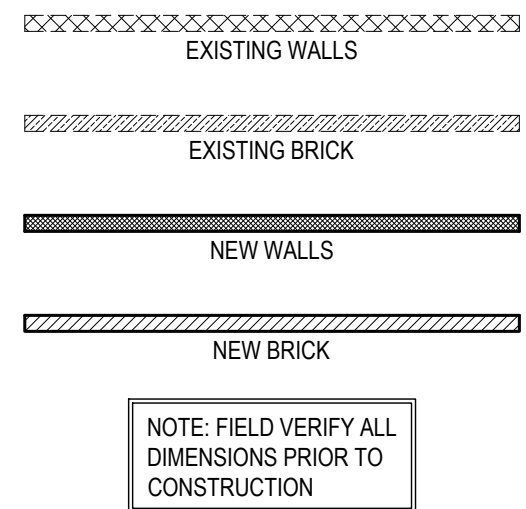 EXISTING WALLS
EXISTING BRICK
NEW WALLS
NEW BRICK
NOTE: FIELD VERIFY ALL
DIMENSIONS PRIOR TO
CONSTRUCTION